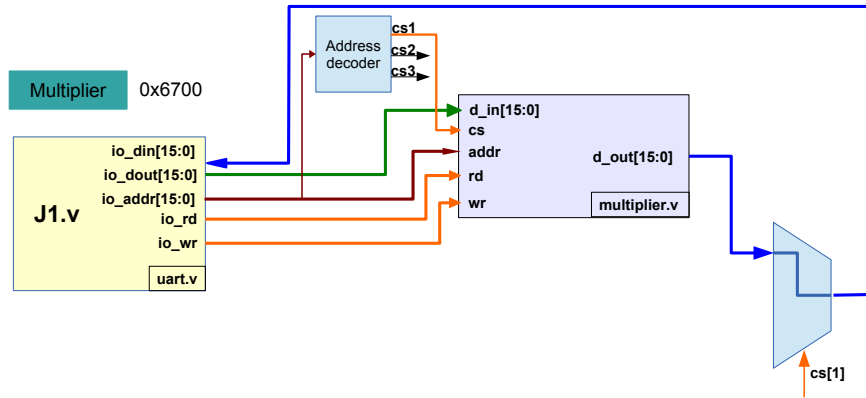 Address
decoder
cs1
cs2
cs3
Multiplier 0x6700
J1.v
io_din[15:0]
io_dout[15:0]
io_addr[15:0]
io_rd
io_wr
uart.v
d_in[15:0]
cs
addr
rd
wr
d_out[15:0]
multiplier.v
cs[1]